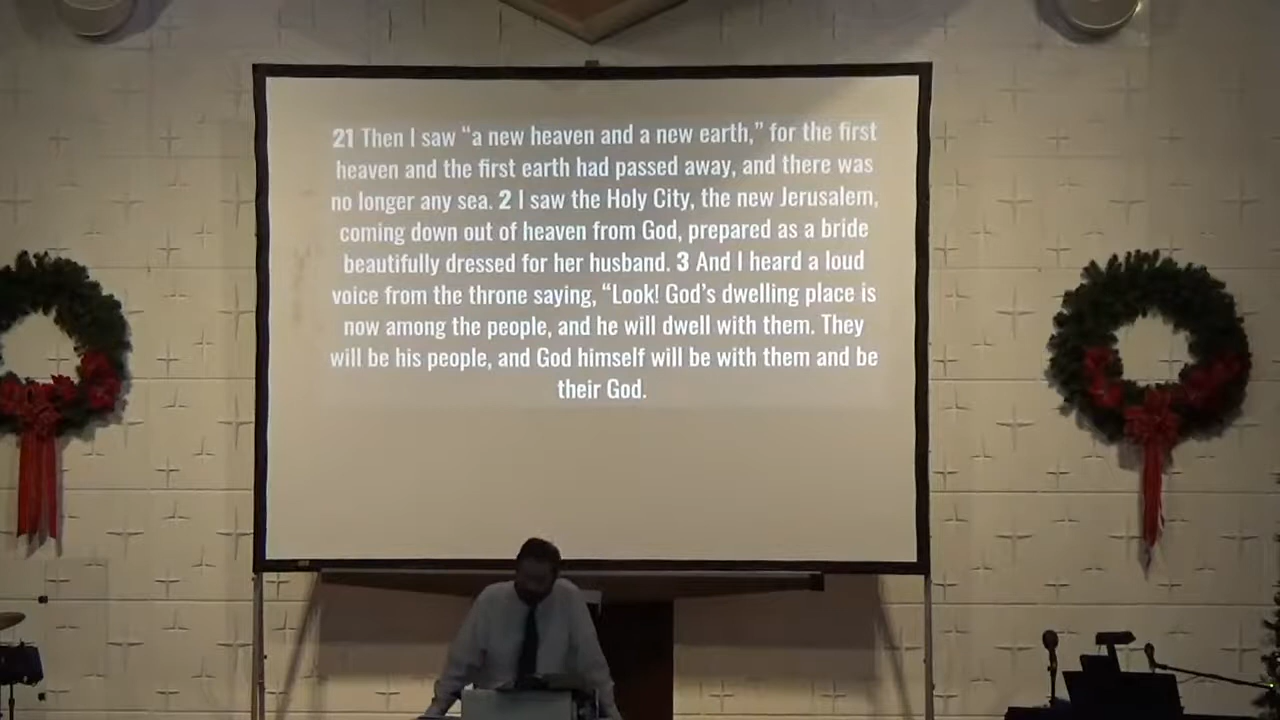 21 Then I saw “a new heaven and a new earth,” for the first
heaven and the first earth had passed away, and there was
no longer any sea. 2 I saw the Holy City, the new Jerusalem,
coming down out of heaven from God, prepared as a bride
beautifully dressed for her husband. 3 And I heard a loud
voice from the throne saying, “Look! God’s dwelling place is
now among the people, and he will dwell with them. They
will be his people, and God himself will be with them and be
their God.